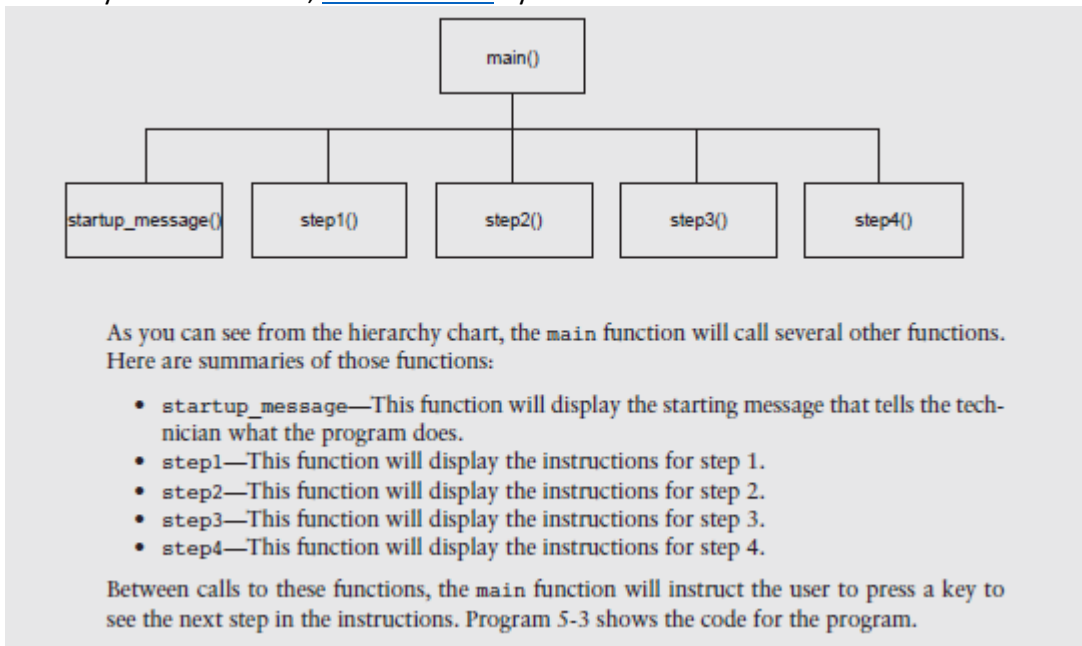 main()
startup_message()
step1()
step2()
step3()
step4()
As you can see from the hierarchy chart, the main function will call several other functions.
Here are summaries of those functions:
• startup_message—This function will display the starting message that tells the tech-
nician what the program does.
• step1—This function will display the instructions for step 1.
• step2—This function will display the instructions for step 2.
• step3—This function will display the instructions for step 3.
• step4—This function will display the instructions for step 4.
Between calls to these functions, the main function will instruct the user to press a key to
see the next step in the instructions. Program 5-3 shows the code for the program.